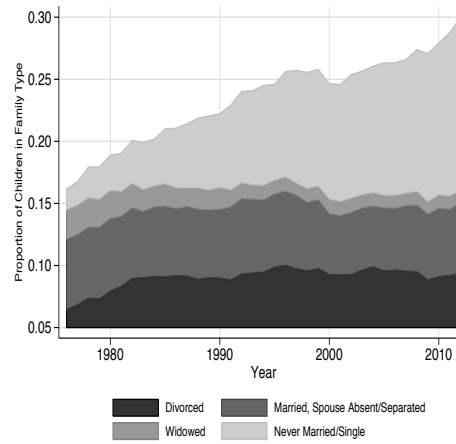 0.30
0.25
0.20
0.15
0.10
0.05
Proportion of Children in Family Type
1980 1990 2000 2010
Year
Divorced Married, Spouse Absent/Separated
Widowed Never Married/Single